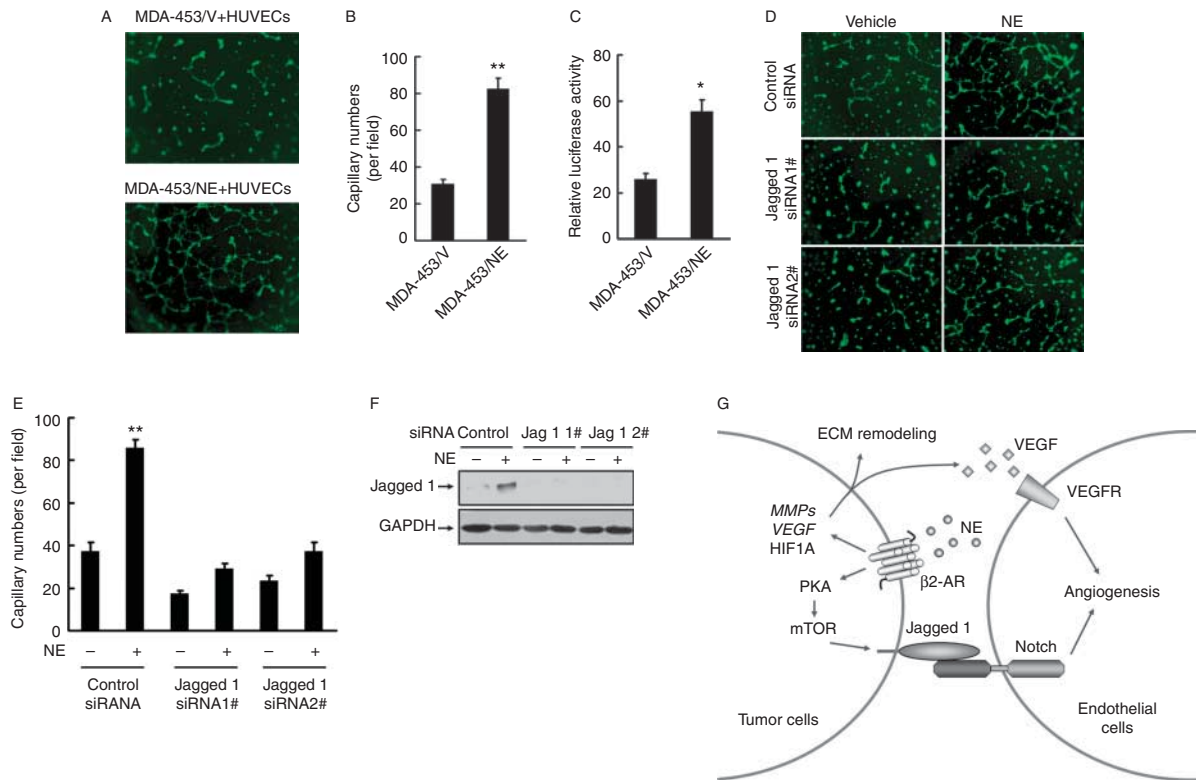 A
MDA-453/V+HUVECs
MDA-453/NE+HUVECs
B
Capillary numbers
(per field)
100
80
60
40
20
0
**
MDA-453/V
MDA-453/NE
C
Relative luciferase activity
80
60
40
20
0
*
MDA-453/V
MDA-453/NE
D
Vehicle
NE
Control
siRNA
Jagged 1
siRNA1#
Jagged 1
siRNA2#
E
Capillary numbers (per field)
100
80
60
40
20
0
**
NE – + – + – +
Control
siRANA
Jagged 1
siRNA1#
Jagged 1
siRNA2#
F
siRNA Control Jag 1 1# Jag 1 2#
NE – + – + – +
Jagged 1
GAPDH
G
ECM remodeling
VEGF
VEGFR
MMPs
VEGF
HIF1A
NE
β2-AR
PKA
Angiogenesis
mTOR
Jagged 1
Notch
Tumor cells
Endothelial
cells